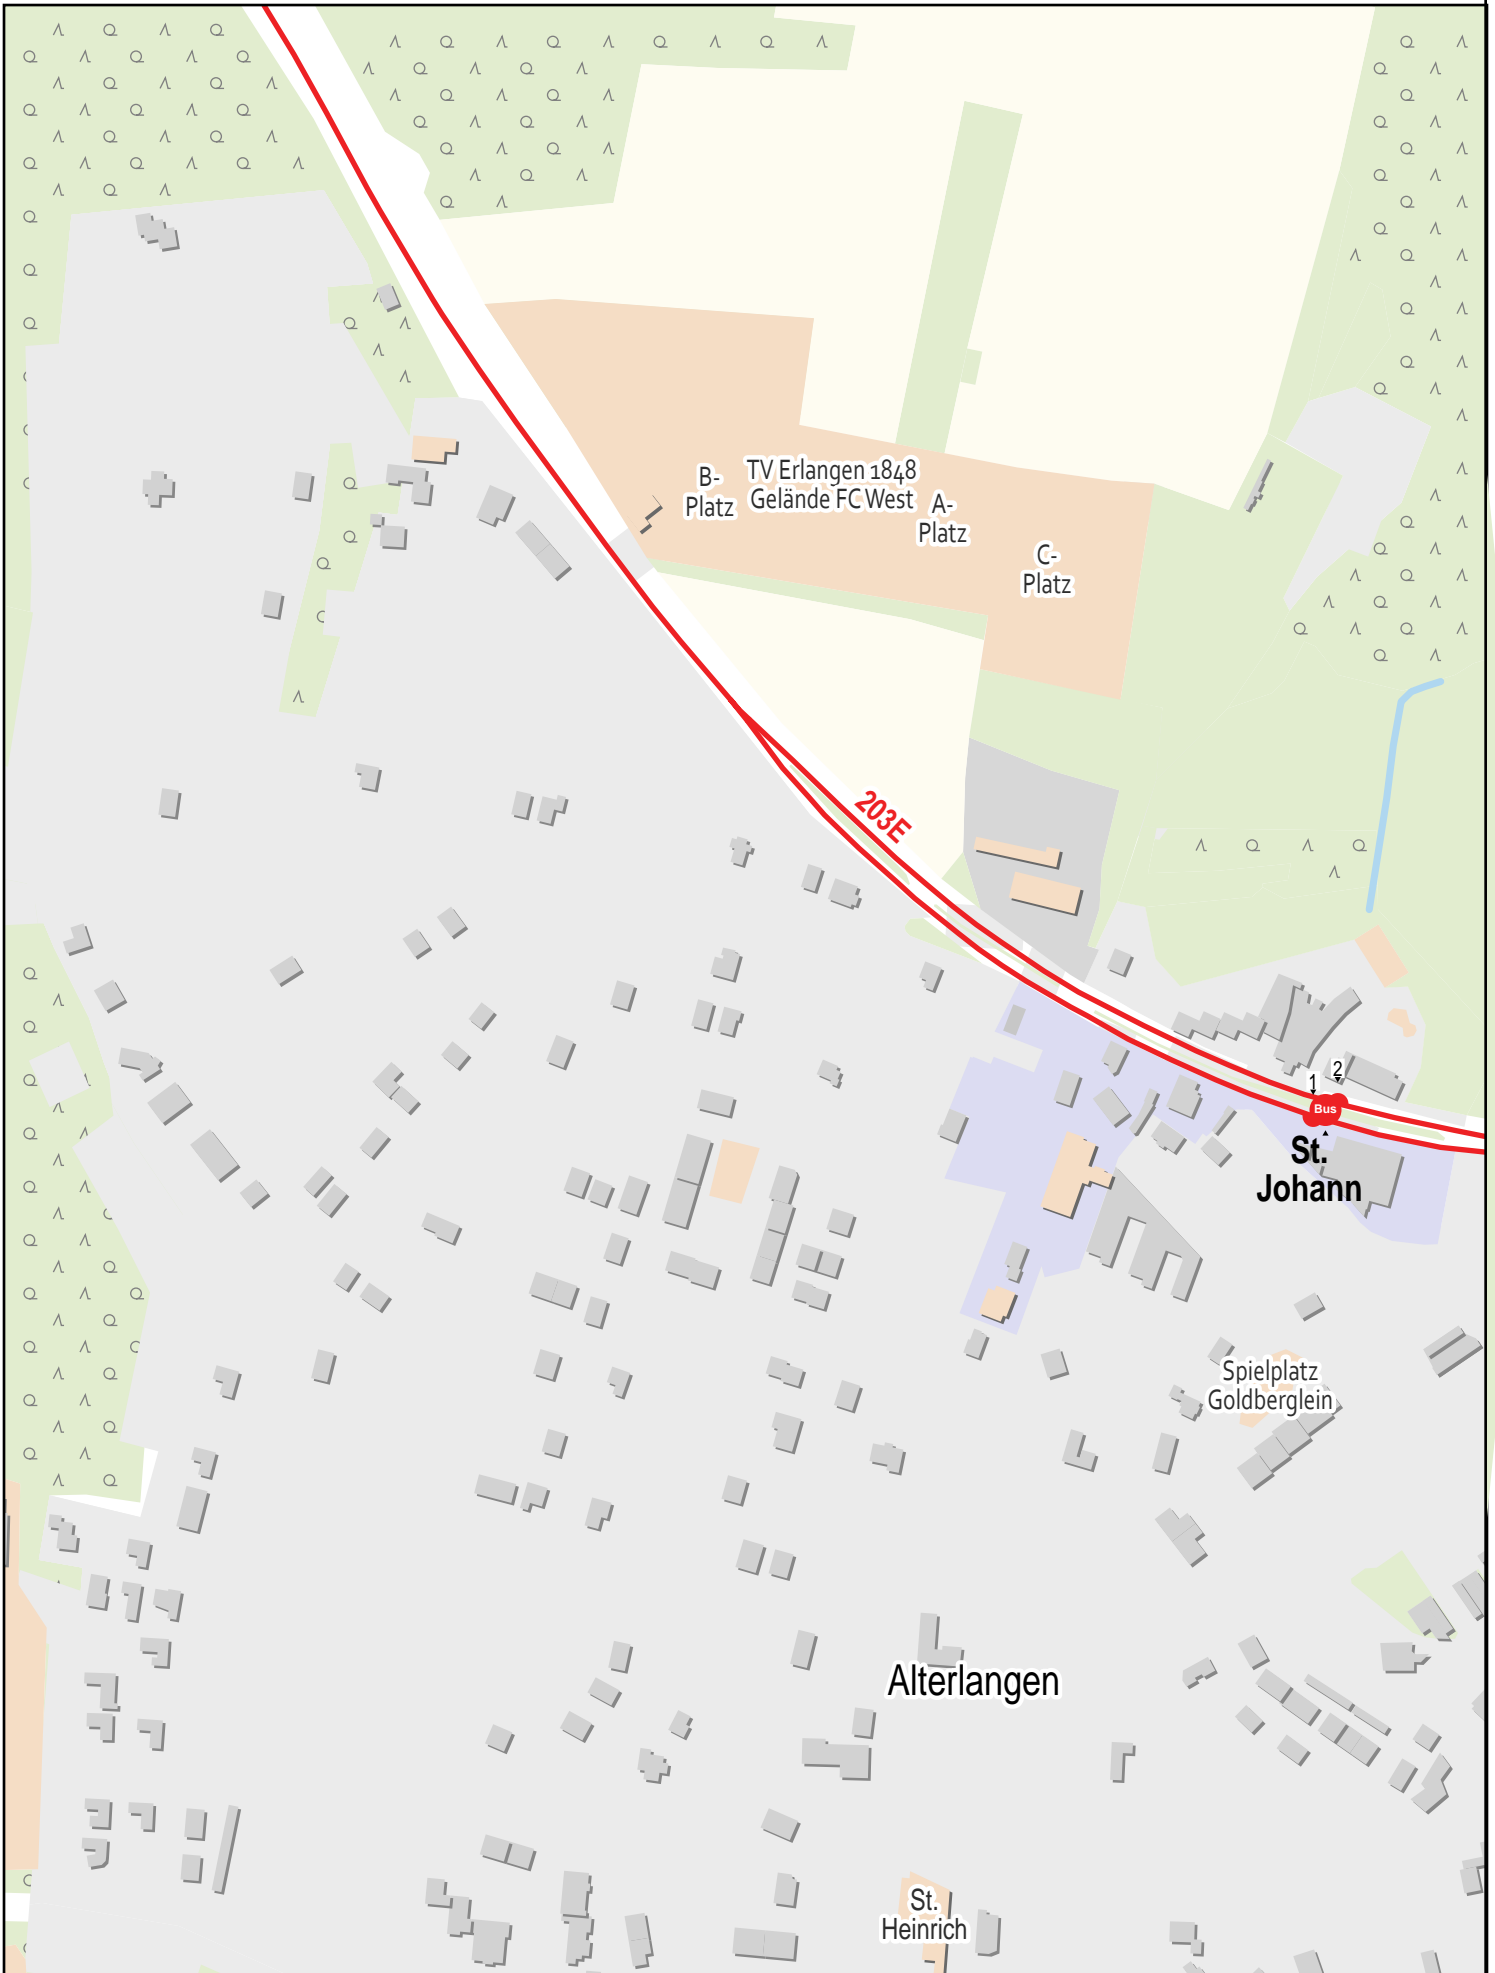 B-
Platz
TV Erlangen 1848
Gelände FC West
A-
Platz
C-
Platz
203E
1
2
Bus
St.
Johann
Spielplatz
Goldberglein
Alterlangen
St.
Heinrich